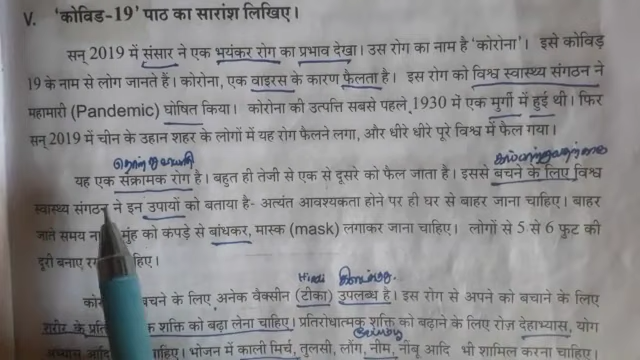 V. 'कोविड-19' पाठ का सारांश लिखिए।
सन् 2019 में संसार ने एक भयंकर रोग का प्रभाव देखा। उस रोग का नाम है 'कोरोना'। इसे कोविड़
19 के नाम से लोग जानते हैं। कोरोना, एक वाइरस के कारण फैलता है। इस रोग को विश्व स्वास्थ्य संगठन ने
महामारी (Pandemic) घोषित किया। कोरोना की उत्पत्ति सबसे पहले 1930 में एक मुर्गी में हुई थी। फिर
सन् 2019 में चीन के उहान शहर के लोगों में यह रोग फैलने लगा, और धीरे धीरे पूरे विश्व में फैल गया।
यह एक संक्रामक रोग है। बहुत ही तेजी से एक से दूसरे को फैल जाता है। इससे बचने के लिए विश्व
स्वास्थ्य संगठन ने इन उपायों को बताया है- अत्यंत आवश्यकता होने पर ही घर से बाहर जाना चाहिए। बाहर
जाते समय मुंह को कपड़े से बांधकर, मास्क (mask) लगाकर जाना चाहिए। लोगों से 5 से 6 फुट की
दूरी बनाए
Hindi
बचने के लिए अनेक वैक्सीन (टीका) उपलब्ध है। इस रोग से अपने को बचाने के लिए
शरीर के शक्ति को बढ़ा लेना चाहिए। प्रतिरोधात्मक शक्ति को बढ़ाने के लिए रोज़ देहाभ्यास, योग
चाहिए। भोजन में काली मिर्च, तुलसी, लौंग, नीम, नींबू आदि भी शामिल करना चाहिए।